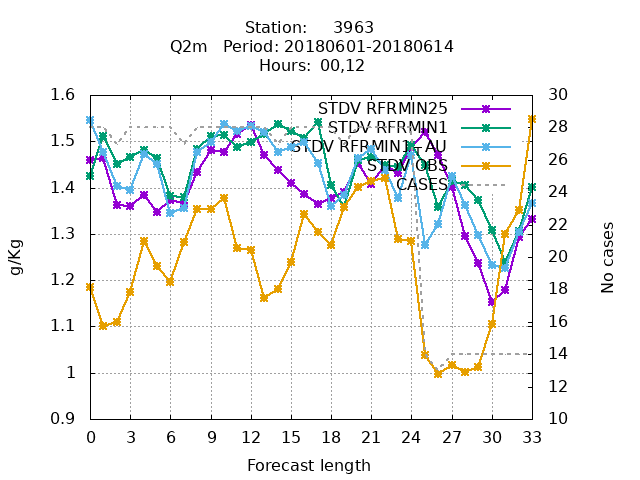 Station:     3963
Q2m   Period: 20180601-20180614
Hours:  00,12
STDV RFRMIN25
STDV RFRMIN1
STDV RFRMIN1_AU
STDV OBS
CASES
1.6
1.5
1.4
1.3
1.2
1.1
1
0.9
g/Kg
30
28
26
24
22
20
18
16
14
12
10
No cases
0 3 6 9 12 15 18 21 24 27 30 33
Forecast length